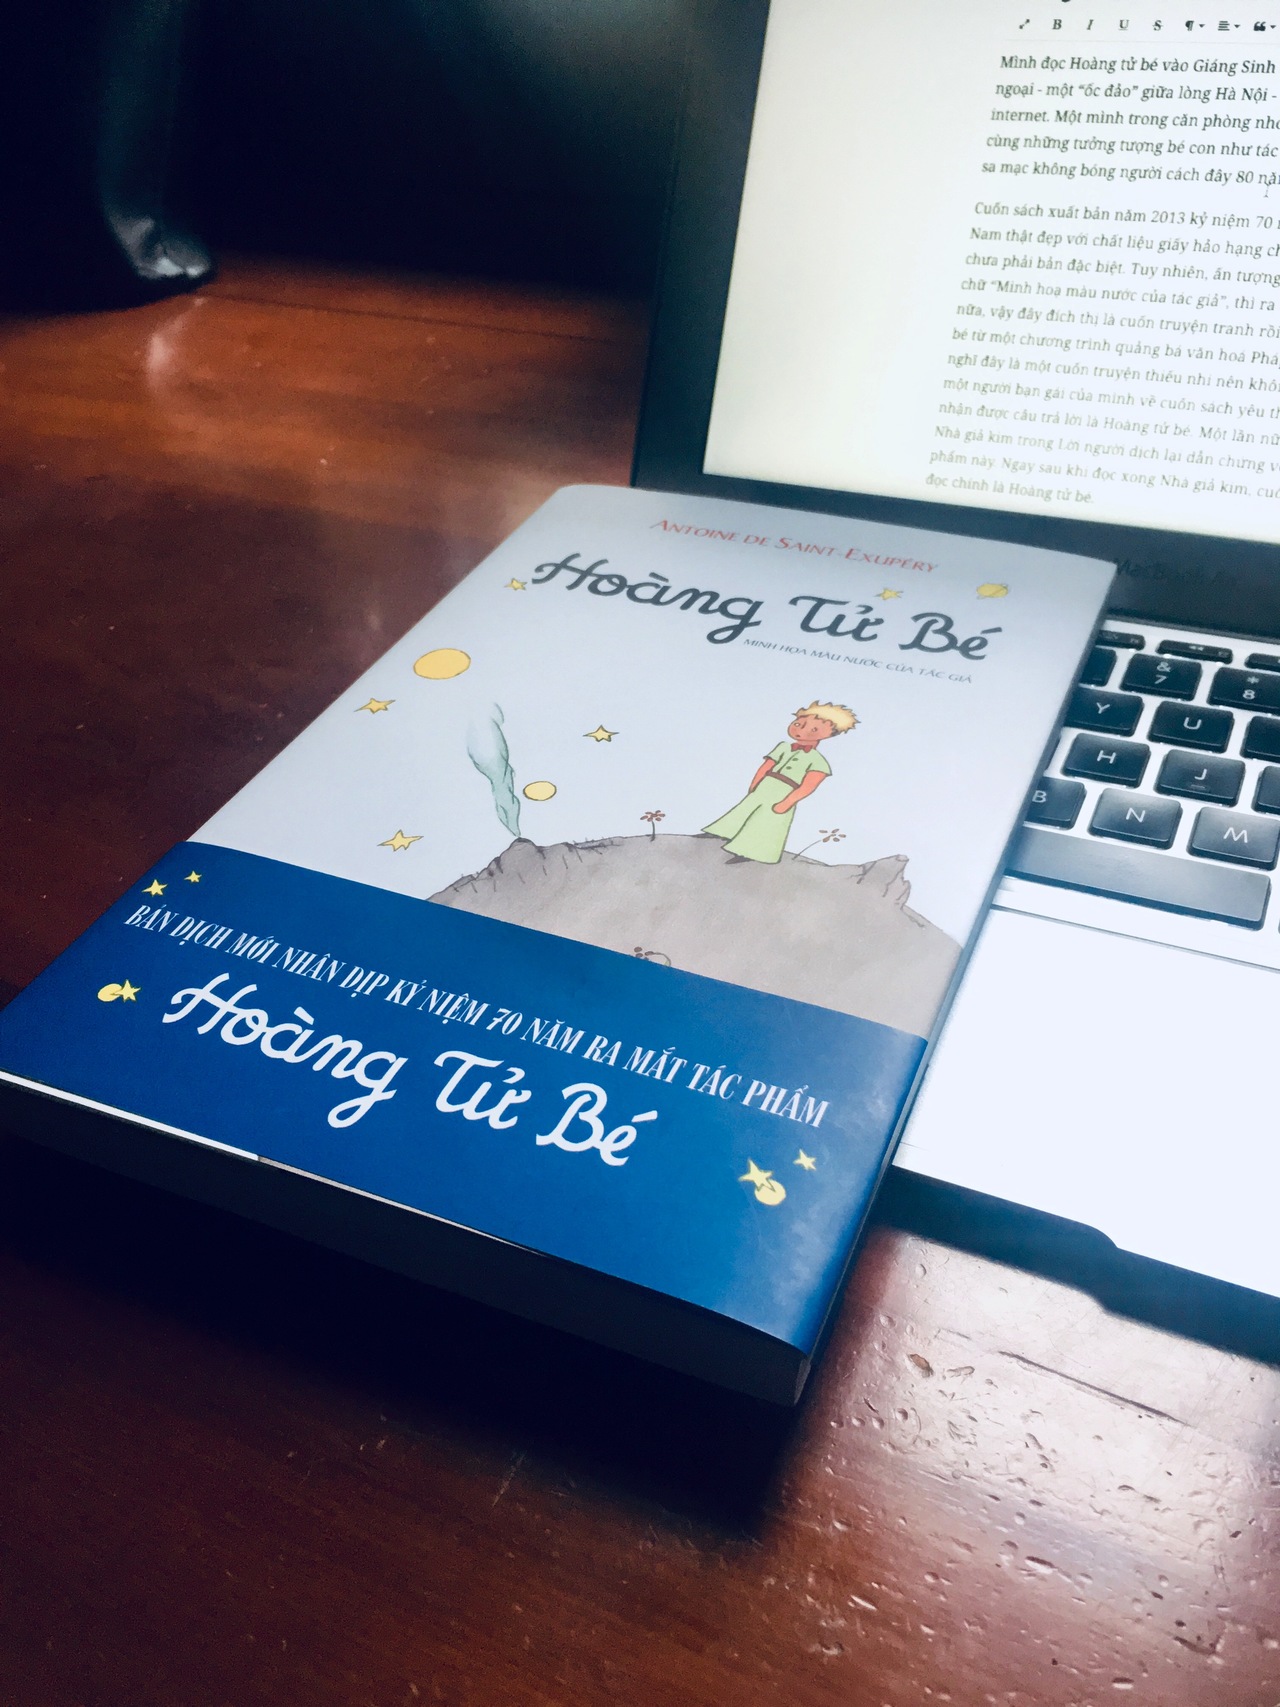 B I U S
Mình đọc Hoàng tử bé vào Giáng Sinh
ngoại - một “ốc đảo” giữa lòng Hà Nội -
internet. Một mình trong căn phòng nhỏ
cùng những tưởng tượng bé con như tác
sa mạc không bóng người cách đây 80 năm
Cuốn sách xuất bản năm 2013 kỷ niệm 70
Nam thật đẹp với chất liệu giấy hảo hạng
chưa phải bản đặc biệt. Tuy nhiên, ấn tượng
chữ “Minh hoạ màu nước của tác giả”, thì ra
nữa, vậy đây đích thị là cuốn truyện tranh rồi
bé từ một chương trình quảng bá văn hoá
nghĩ đây là một cuốn truyện thiếu nhi nên
một người bạn gái của mình về cuốn sách yêu
nhận được câu trả lời là Hoàng tử bé. Một lần
Nhà giả kim trong Lời người dịch lại dẫn chứng
phẩm này. Ngay sau khi đọc xong Nhà giả kim,
đọc chính là Hoàng tử bé.
ANTOINE DE SAINT-EXUPÉRY
Hoàng Tử Bé
MINH HỌA MÀU NƯỚC CỦA TÁC GIẢ
BẢN DỊCH MỚI NHÂN DỊP KỶ NIỆM 70 NĂM RA MẮT TÁC PHẨM
Hoàng Tử Bé
& *
7 8
Y U
H J
B N M